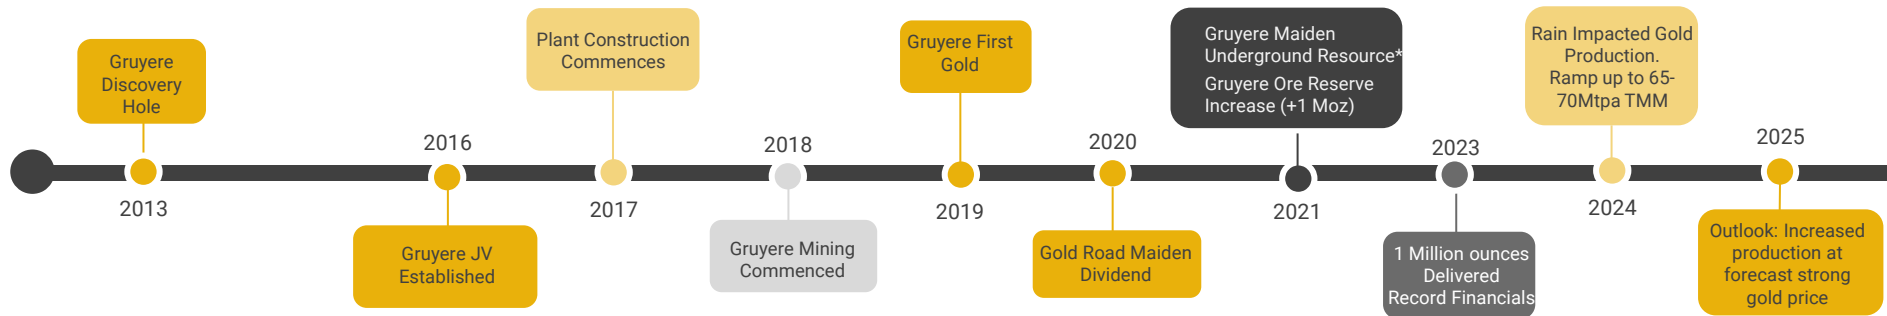 Gruyere
Discovery
Hole
2013
2016
Gruyere JV
Established
Plant Construction
Commences
2017
2018
Gruyere Mining
Commenced
Gruyere First
Gold
2019
2020
Gold Road Maiden
Dividend
Gruyere Maiden
Underground Resource*
Gruyere Ore Reserve
Increase (+1 Moz)
2021
2023
1 Million ounces
Delivered
Record Financials
Rain Impacted Gold
Production.
Ramp up to 65-
70Mtpa TMM
2024
2025
Outlook: Increased
production at
forecast strong
gold price